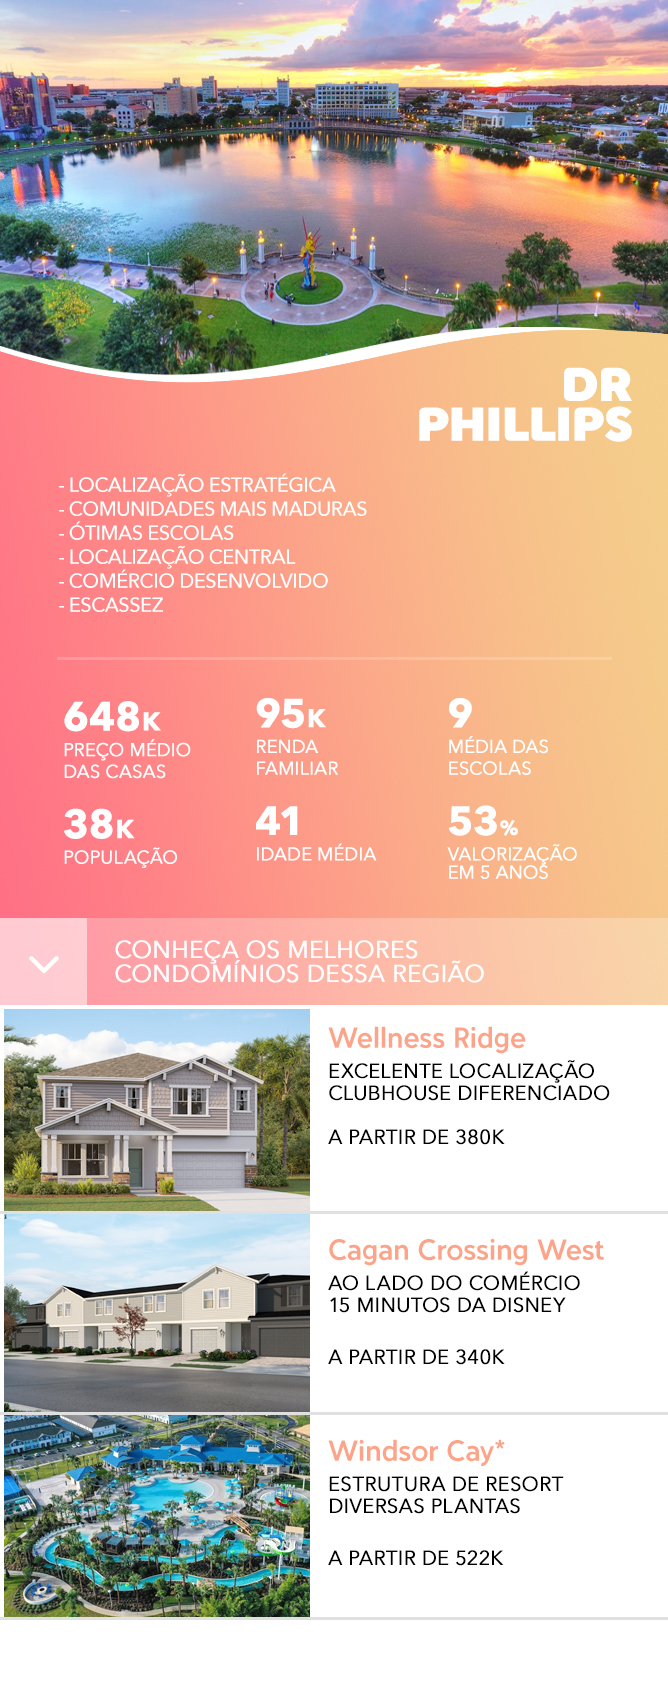 DR
PHILLIPS
- LOCALIZAÇÃO ESTRATÉGICA
- COMUNIDADES MAIS MADURAS
- ÓTIMAS ESCOLAS
- LOCALIZAÇÃO CENTRAL
- COMÉRCIO DESENVOLVIDO
- ESCASSEZ
648K
PREÇO MÉDIO
DAS CASAS
95K
RENDA
FAMILIAR
9
MÉDIA DAS
ESCOLAS
38K
POPULAÇÃO
41
IDADE MÉDIA
53%
VALORIZAÇÃO
EM 5 ANOS
CONHEÇA OS MELHORES
CONDOMÍNIOS DESSA REGIÃO
Wellness Ridge
EXCELENTE LOCALIZAÇÃO
CLUBHOUSE DIFERENCIADO
A PARTIR DE 380K
Cagan Crossing West
AO LADO DO COMÉRCIO
15 MINUTOS DA DISNEY
A PARTIR DE 340K
Windsor Cay*
ESTRUTURA DE RESORT
DIVERSAS PLANTAS
A PARTIR DE 522K